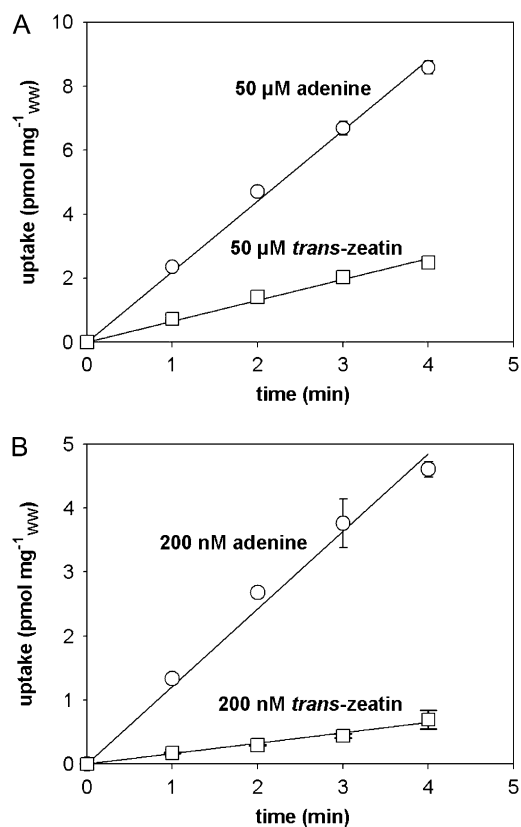 A
10
8
6
4
2
0
uptake (pmol mg⁻¹ww)
50 µM adenine
50 µM trans-zeatin
0 1 2 3 4 5
time (min)
B
5
4
3
2
1
0
uptake (pmol mg⁻¹ww)
200 nM adenine
200 nM trans-zeatin
0 1 2 3 4 5
time (min)